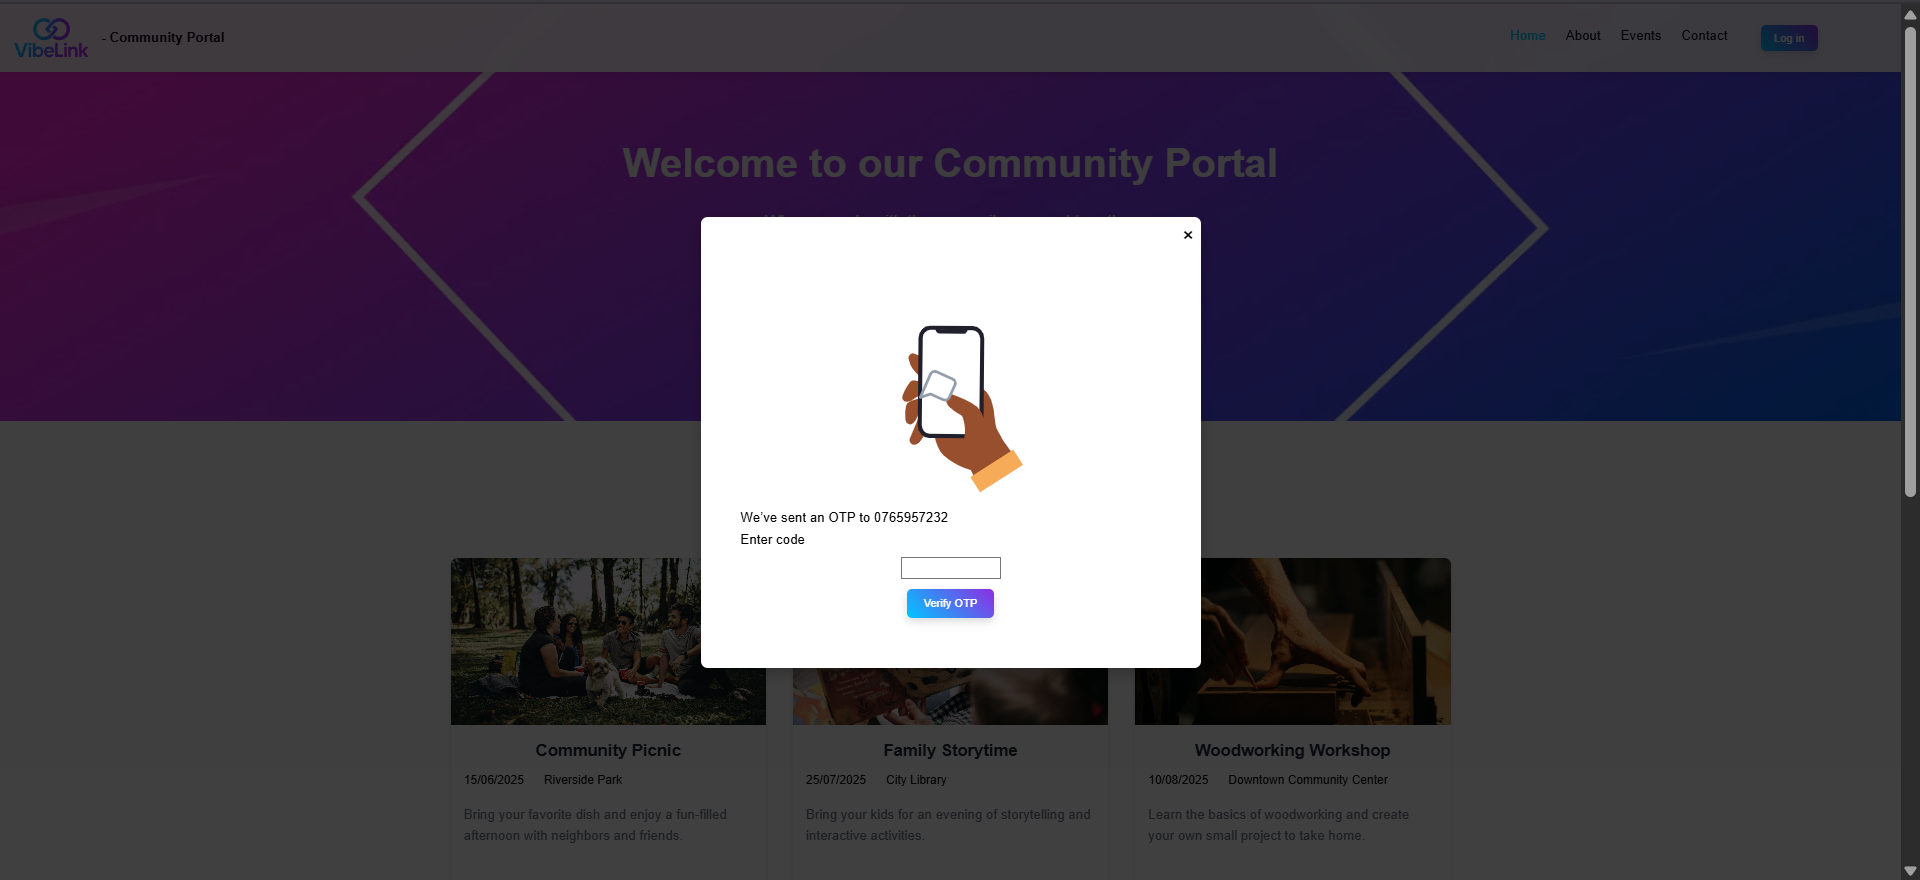 VibeLink
- Community Portal
Home
About
Events
Contact
Log in
Welcome to our Community Portal
×
We've sent an OTP to 0765957232
Enter code
Verify OTP
Community Picnic
15/06/2025 Riverside Park
Bring your favorite dish and enjoy a fun-filled
afternoon with neighbors and friends.
Family Storytime
25/07/2025 City Library
Bring your kids for an evening of storytelling and
interactive activities.
Woodworking Workshop
10/08/2025 Downtown Community Center
Learn the basics of woodworking and create
your own small project to take home.